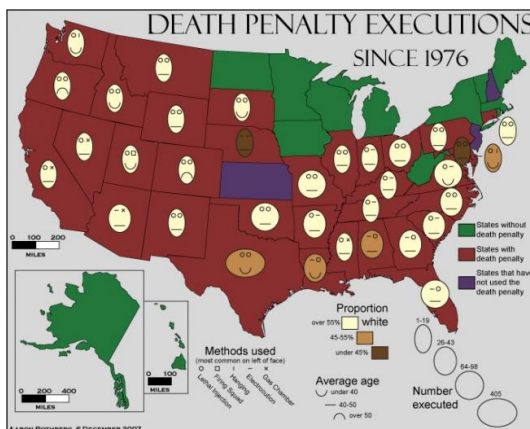 DEATH PENALTY EXECUTIONS
SINCE 1976
0 100 200
MILES
States without
death penalty
States with
death penalty
States that have
not used the
death penalty
Proportion
white
over 55%
45-55%
under 45%
Methods used
(most common on left of face)
Lethal Injection
Firing Squad
Hanging
Electrocution
Gas Chamber
Average age
under 40
40-50
over 50
1-19
26-43
64-98
405
Number
executed
0 200 400
MILES
0 100
MILES
AARON ROTHBERG, 6 DECEMBER 2007